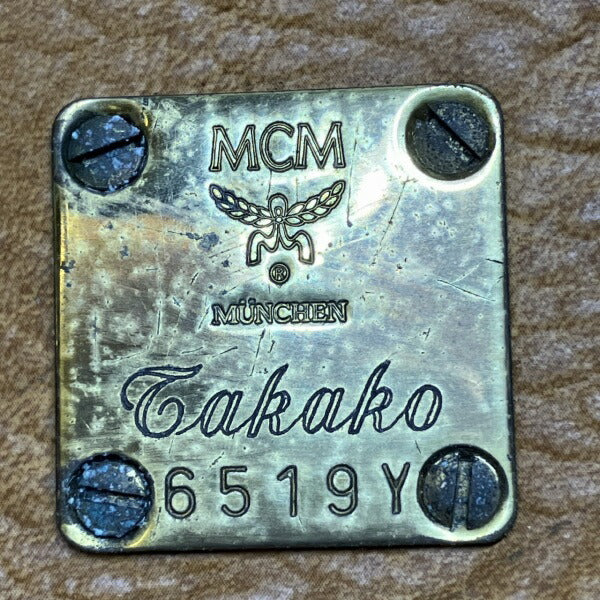 MCM
®
MÜNCHEN
Takako
6519Y